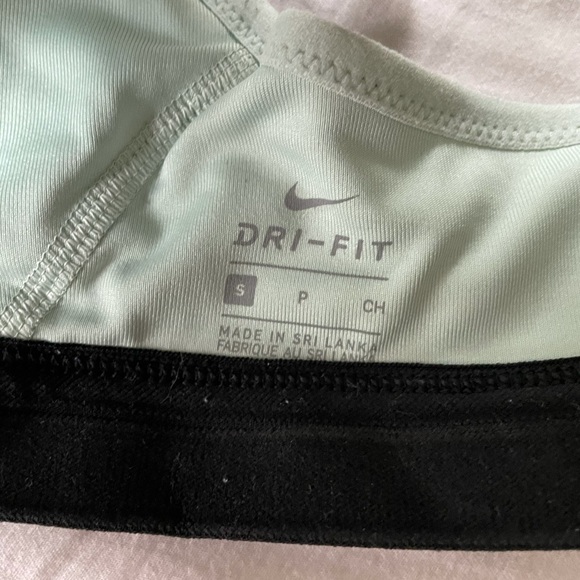 DRI-FIT
S P CH
MADE IN SRI LANKA
FABRIQUE AU SRI LANKA